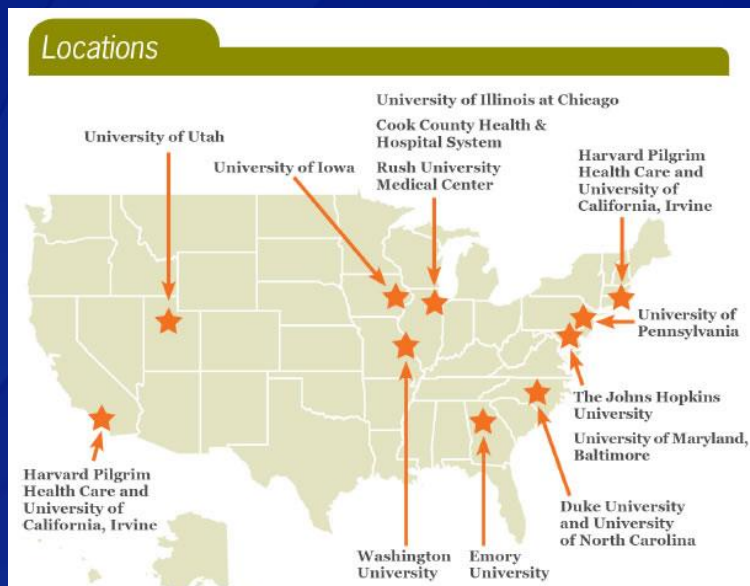 Locations
University of Illinois at Chicago
Cook County Health &
Hospital System
Rush University
Medical Center
University of Utah
University of Iowa
Harvard Pilgrim
Health Care and
University of
California, Irvine
University of
Pennsylvania
The Johns Hopkins
University
University of Maryland,
Baltimore
Harvard Pilgrim
Health Care and
University of
California, Irvine
Duke University
and University
of North Carolina
Washington
University
Emory
University